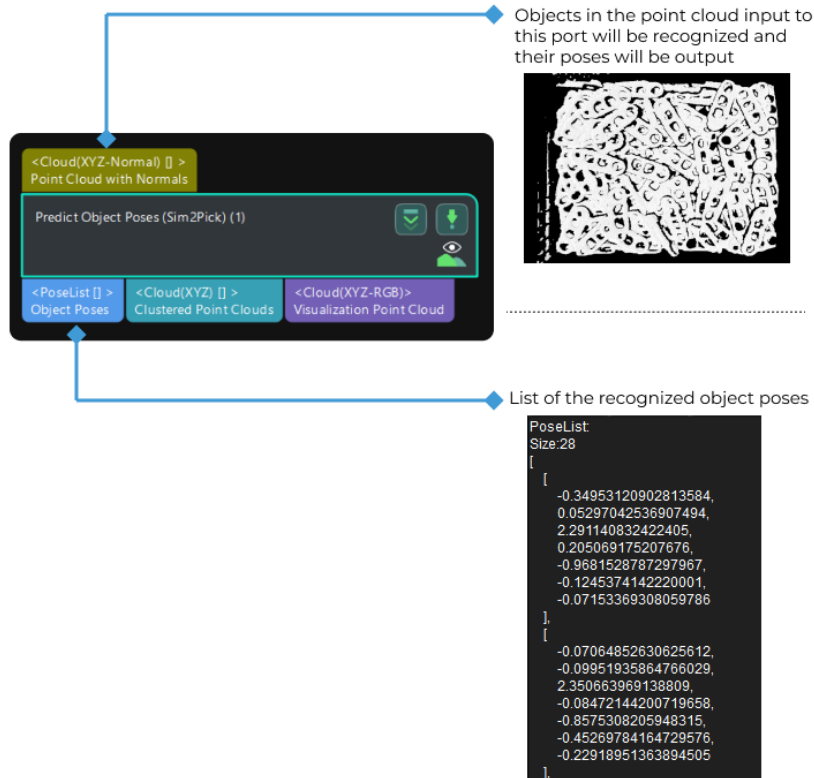 Objects in the point cloud input to
this port will be recognized and
their poses will be output
<Cloud(XYZ-Normal) [] >
Point Cloud with Normals
Predict Object Poses (Sim2Pick) (1)
<PoseList [] >
Object Poses
<Cloud(XYZ) [] >
Clustered Point Clouds
<Cloud(XYZ-RGB)>
Visualization Point Cloud
List of the recognized object poses
PoseList:
Size:28
[
[
-0.34953120902813584,
0.05297042536907494,
2.291140832422405,
0.205069175207676,
-0.9681528787297967,
-0.1245374142220001,
-0.07153369308059786
],
[
-0.07064852630625612,
-0.09951935864766029,
2.350663969138809,
-0.08472144200719658,
-0.8575308205948315,
-0.45269784164729576,
-0.22918951363894505
],